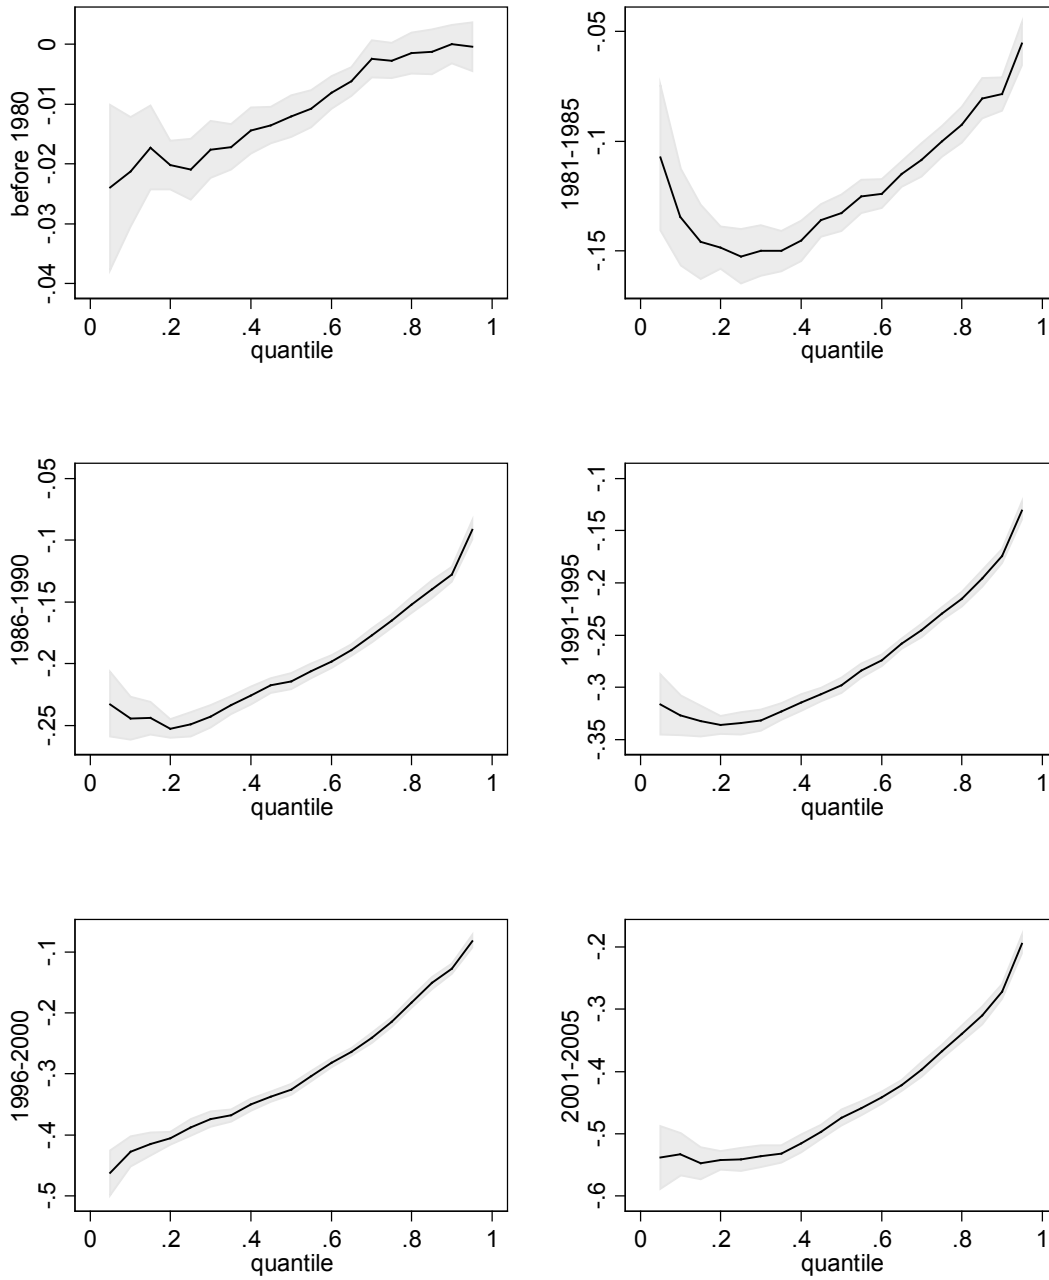 before 1980
0
-.01
-.02
-.03
-.04
0 .2 .4 .6 .8 1
quantile
1981-1985
-.05
-.1
-.15
0 .2 .4 .6 .8 1
quantile
1986-1990
-.05
-.1
-.15
-.2
-.25
0 .2 .4 .6 .8 1
quantile
1991-1995
-.1
-.15
-.2
-.25
-.3
-.35
0 .2 .4 .6 .8 1
quantile
1996-2000
-.1
-.2
-.3
-.4
-.5
0 .2 .4 .6 .8 1
quantile
2001-2005
-.2
-.3
-.4
-.5
-.6
0 .2 .4 .6 .8 1
quantile